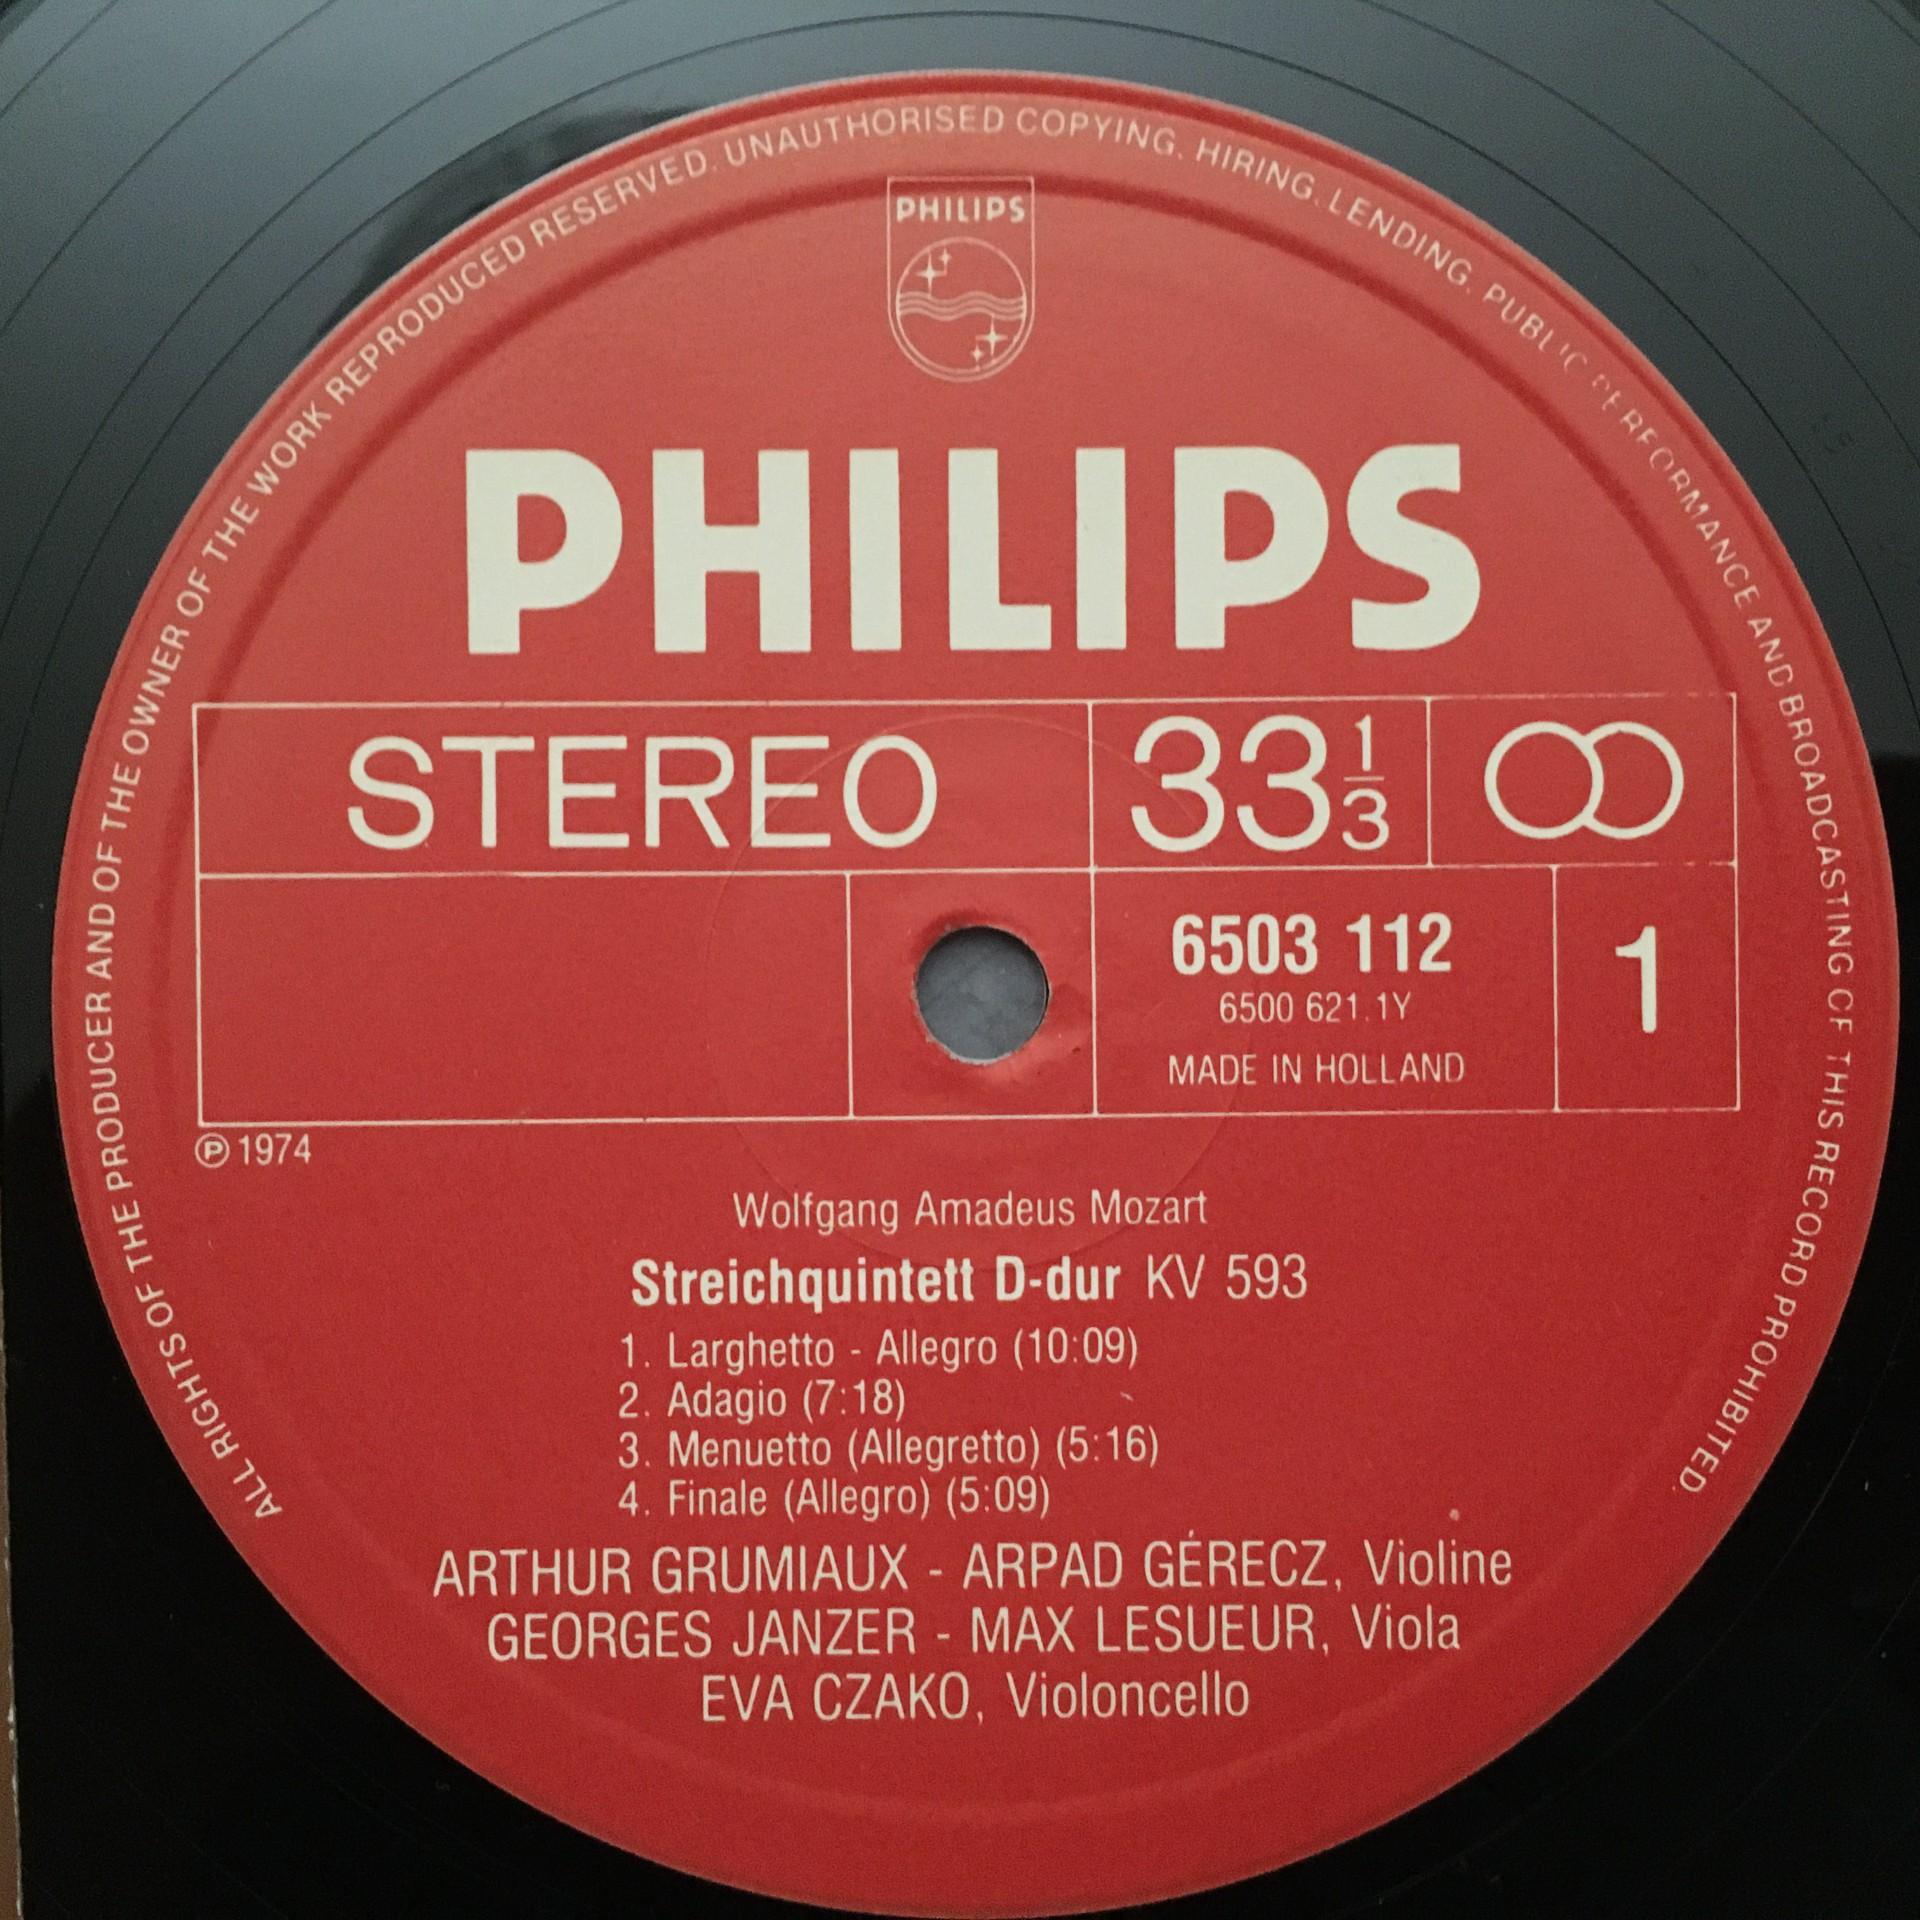 ALL RIGHTS OF THE PRODUCER AND OF THE OWNER OF THE WORK REPRODUCED RESERVED. UNAUTHORISED COPYING, HIRING, LENDING, PUBLIC PERFORMANCE AND BROADCASTING OF THIS RECORD PROHIBITED
PHILIPS
PHILIPS
STEREO 33 1/3
6503 112 1
6500 621.1Y
MADE IN HOLLAND
℗ 1974
Wolfgang Amadeus Mozart
Streichquintett D-dur KV 593
1. Larghetto - Allegro (10:09)
2. Adagio (7:18)
3. Menuetto (Allegretto) (5:16)
4. Finale (Allegro) (5:09)
ARTHUR GRUMIAUX - ARPAD GÉRECZ, Violine
GEORGES JANZER - MAX LESUEUR, Viola
EVA CZAKO, Violoncello